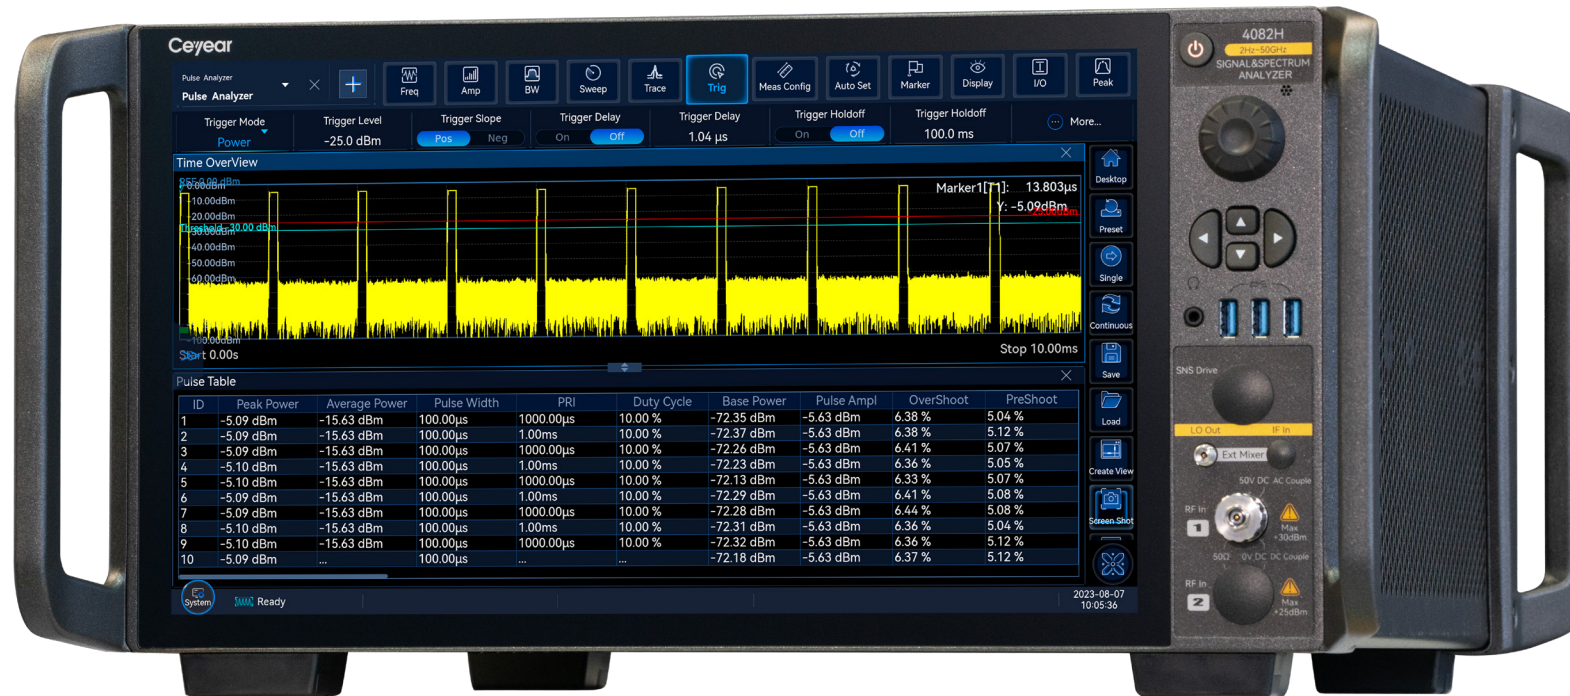 Ceyear
Pulse Analyzer
Pulse Analyzer
Freq
Amp
BW
Sweep
Trace
Trig
Meas Config
Auto Set
Marker
Display
I/O
Peak
Trigger Mode
Power
Trigger Level
-25.0 dBm
Trigger Slope
Pos Neg
Trigger Delay
On Off
Trigger Delay
1.04 µs
Trigger Holdoff
On Off
Trigger Holdoff
100.0 ms
More...
Time OverView
0.00dBm
-10.00dBm
-20.00dBm
Threshold -30.00 dBm
-40.00dBm
-50.00dBm
-60.00dBm
-100.00dBm
Marker1[T1]: 13.803µs
Y: -5.09dBm
-25.00dBm
Start 0.00s
Stop 10.00ms
Pulse Table
ID Peak Power Average Power Pulse Width PRI Duty Cycle Base Power Pulse Ampl OverShoot PreShoot
1 -5.09 dBm -15.63 dBm 100.00µs 1000.00µs 10.00 % -72.35 dBm -5.63 dBm 6.38 % 5.04 %
2 -5.09 dBm -15.63 dBm 100.00µs 1.00ms 10.00 % -72.37 dBm -5.63 dBm 6.38 % 5.12 %
3 -5.09 dBm -15.63 dBm 100.00µs 1000.00µs 10.00 % -72.26 dBm -5.63 dBm 6.41 % 5.07 %
4 -5.10 dBm -15.63 dBm 100.00µs 1.00ms 10.00 % -72.23 dBm -5.63 dBm 6.36 % 5.05 %
5 -5.10 dBm -15.63 dBm 100.00µs 1000.00µs 10.00 % -72.13 dBm -5.63 dBm 6.33 % 5.07 %
6 -5.09 dBm -15.63 dBm 100.00µs 1.00ms 10.00 % -72.29 dBm -5.63 dBm 6.41 % 5.08 %
7 -5.09 dBm -15.63 dBm 100.00µs 1000.00µs 10.00 % -72.28 dBm -5.63 dBm 6.44 % 5.08 %
8 -5.10 dBm -15.63 dBm 100.00µs 1.00ms 10.00 % -72.31 dBm -5.63 dBm 6.36 % 5.04 %
9 -5.10 dBm -15.63 dBm 100.00µs 1000.00µs 10.00 % -72.32 dBm -5.63 dBm 6.36 % 5.12 %
10 -5.09 dBm ... 100.00µs ... ... -72.18 dBm -5.63 dBm 6.37 % 5.12 %
System
Ready
2023-08-07
10:05:36
Desktop
Preset
Single
Continuous
Save
Load
Create View
Screen Shot
4082H
2Hz~50GHz
SIGNAL&SPECTRUM
ANALYZER
SNS Drive
LO Out IF In
Ext Mixer
50V DC AC Couple
RF In
1
Max
+30dBm
50Ω 0V DC DC Couple
RF In
2
Max
+25dBm